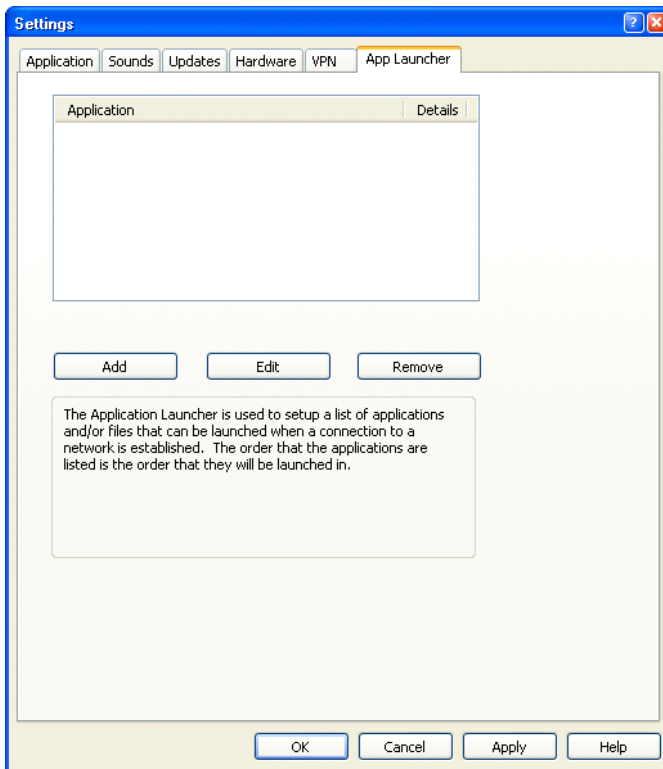 Settings
Application Sounds Updates Hardware VPN App Launcher
Application Details
Add Edit Remove
The Application Launcher is used to setup a list of applications
and/or files that can be launched when a connection to a
network is established. The order that the applications are
listed is the order that they will be launched in.
OK Cancel Apply Help